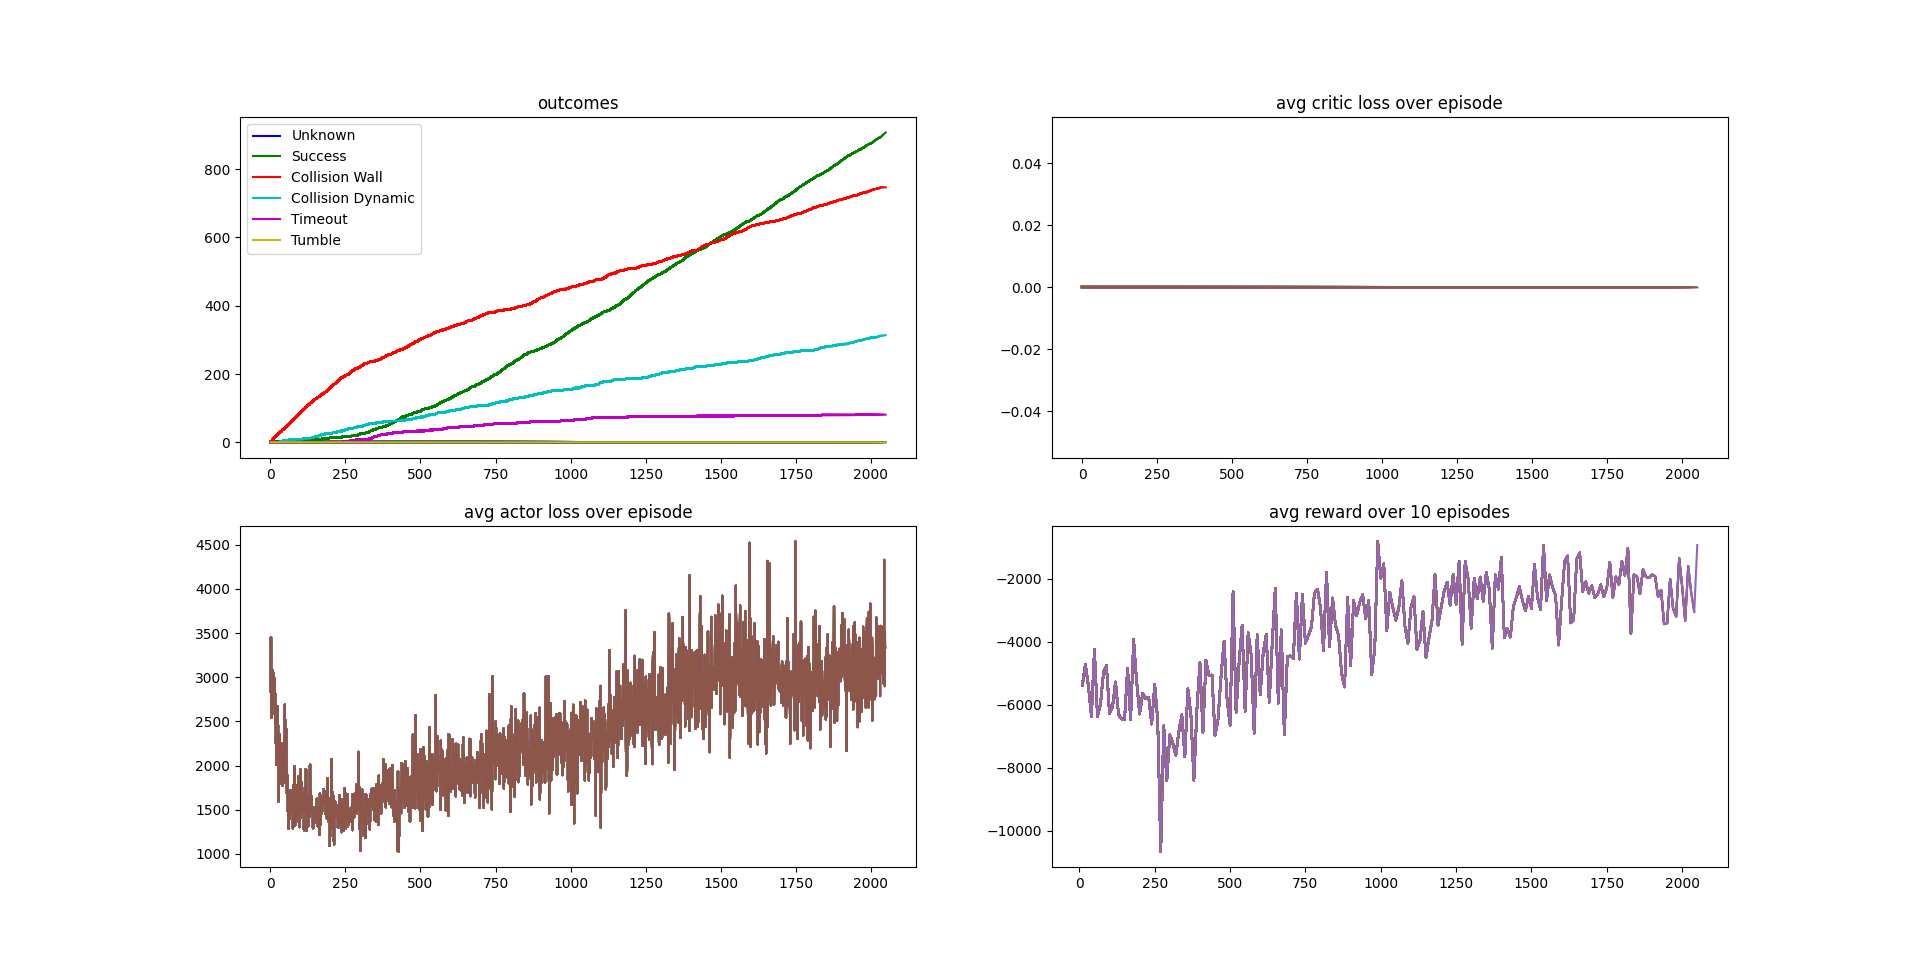 outcomes
Unknown
Success
Collision Wall
Collision Dynamic
Timeout
Tumble
800
600
400
200
0
0 250 500 750 1000 1250 1500 1750 2000
avg critic loss over episode
0.04
0.02
0.00
−0.02
−0.04
0 250 500 750 1000 1250 1500 1750 2000
avg actor loss over episode
4500
4000
3500
3000
2500
2000
1500
1000
0 250 500 750 1000 1250 1500 1750 2000
avg reward over 10 episodes
−2000
−4000
−6000
−8000
−10000
0 250 500 750 1000 1250 1500 1750 2000